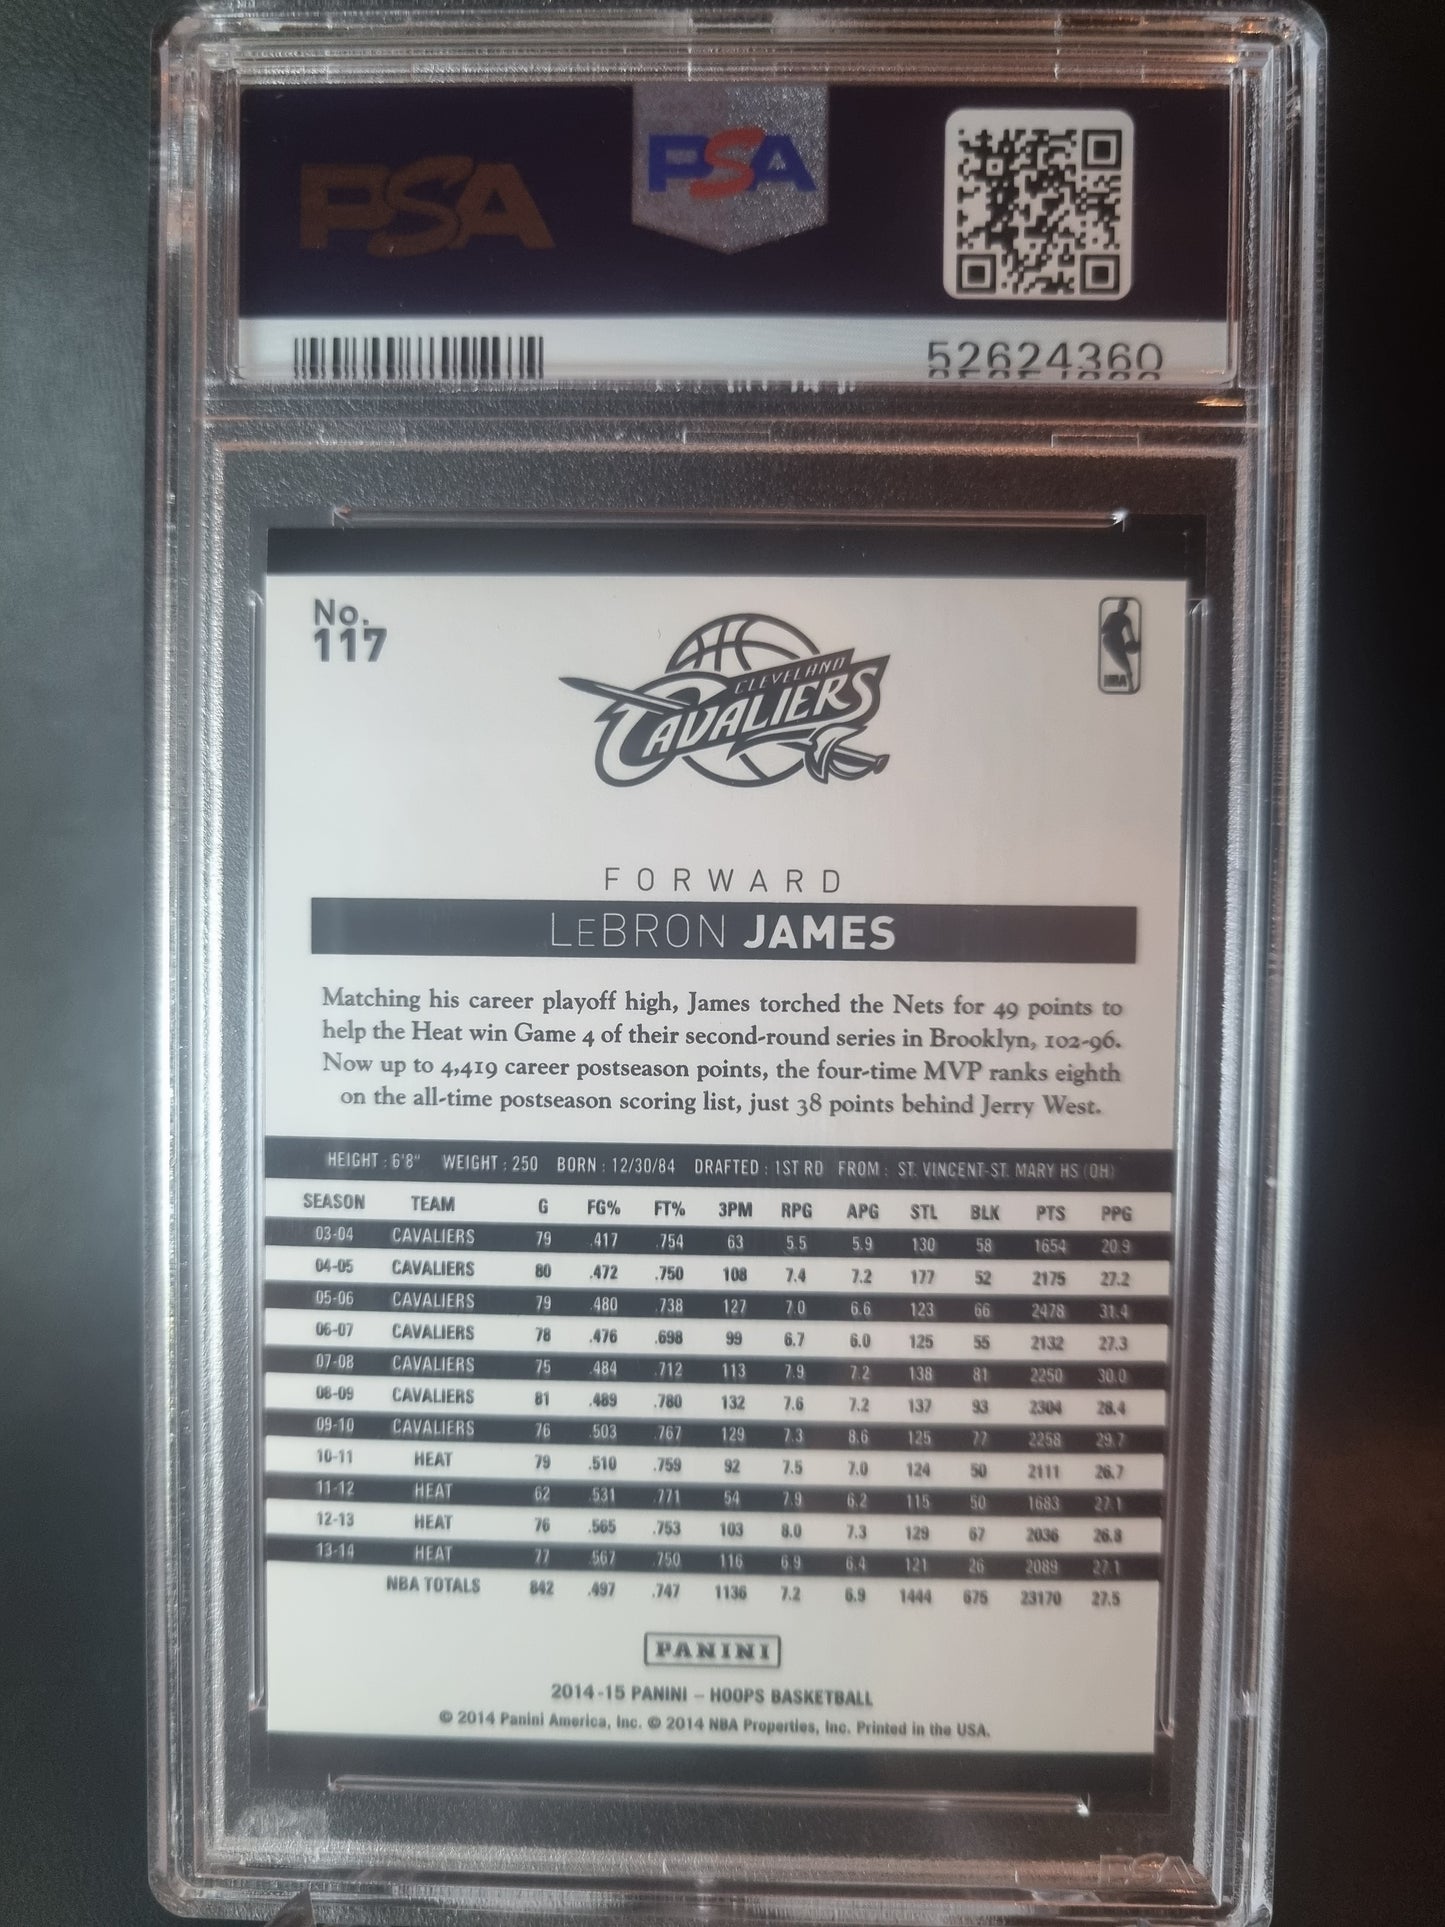 PSA
PSA
52624360
No.
117
CLEVELAND
CAVALIERS
NBA
FORWARD
LEBRON JAMES
Matching his career playoff high, James torched the Nets for 49 points to
help the Heat win Game 4 of their second-round series in Brooklyn, 102-96.
Now up to 4,419 career postseason points, the four-time MVP ranks eighth
on the all-time postseason scoring list, just 38 points behind Jerry West.
HEIGHT : 6'8" WEIGHT : 250 BORN : 12/30/84 DRAFTED : 1ST RD FROM : ST. VINCENT-ST. MARY HS (OH)
SEASON TEAM G FG% FT% 3PM RPG APG STL BLK PTS PPG
03-04 CAVALIERS 79 .417 .754 63 5.5 5.9 130 58 1654 20.9
04-05 CAVALIERS 80 .472 .750 108 7.4 7.2 177 52 2175 27.2
05-06 CAVALIERS 79 .480 .738 127 7.0 6.6 123 66 2478 31.4
06-07 CAVALIERS 78 .476 .698 99 6.7 6.0 125 55 2132 27.3
07-08 CAVALIERS 75 .484 .712 113 7.9 7.2 138 81 2250 30.0
08-09 CAVALIERS 81 .489 .780 132 7.6 7.2 137 93 2304 28.4
09-10 CAVALIERS 76 .503 .767 129 7.3 8.6 125 77 2258 29.7
10-11 HEAT 79 .510 .759 92 7.5 7.0 124 50 2111 26.7
11-12 HEAT 62 .531 .771 54 7.9 6.2 115 50 1683 27.1
12-13 HEAT 76 .565 .753 103 8.0 7.3 129 67 2036 26.8
13-14 HEAT 77 .567 .750 116 6.9 6.4 121 26 2089 27.1
NBA TOTALS 842 .497 .747 1136 7.2 6.9 1444 675 23170 27.5
PANINI
2014-15 PANINI – HOOPS BASKETBALL
© 2014 Panini America, Inc. © 2014 NBA Properties, Inc. Printed in the USA.
PSA